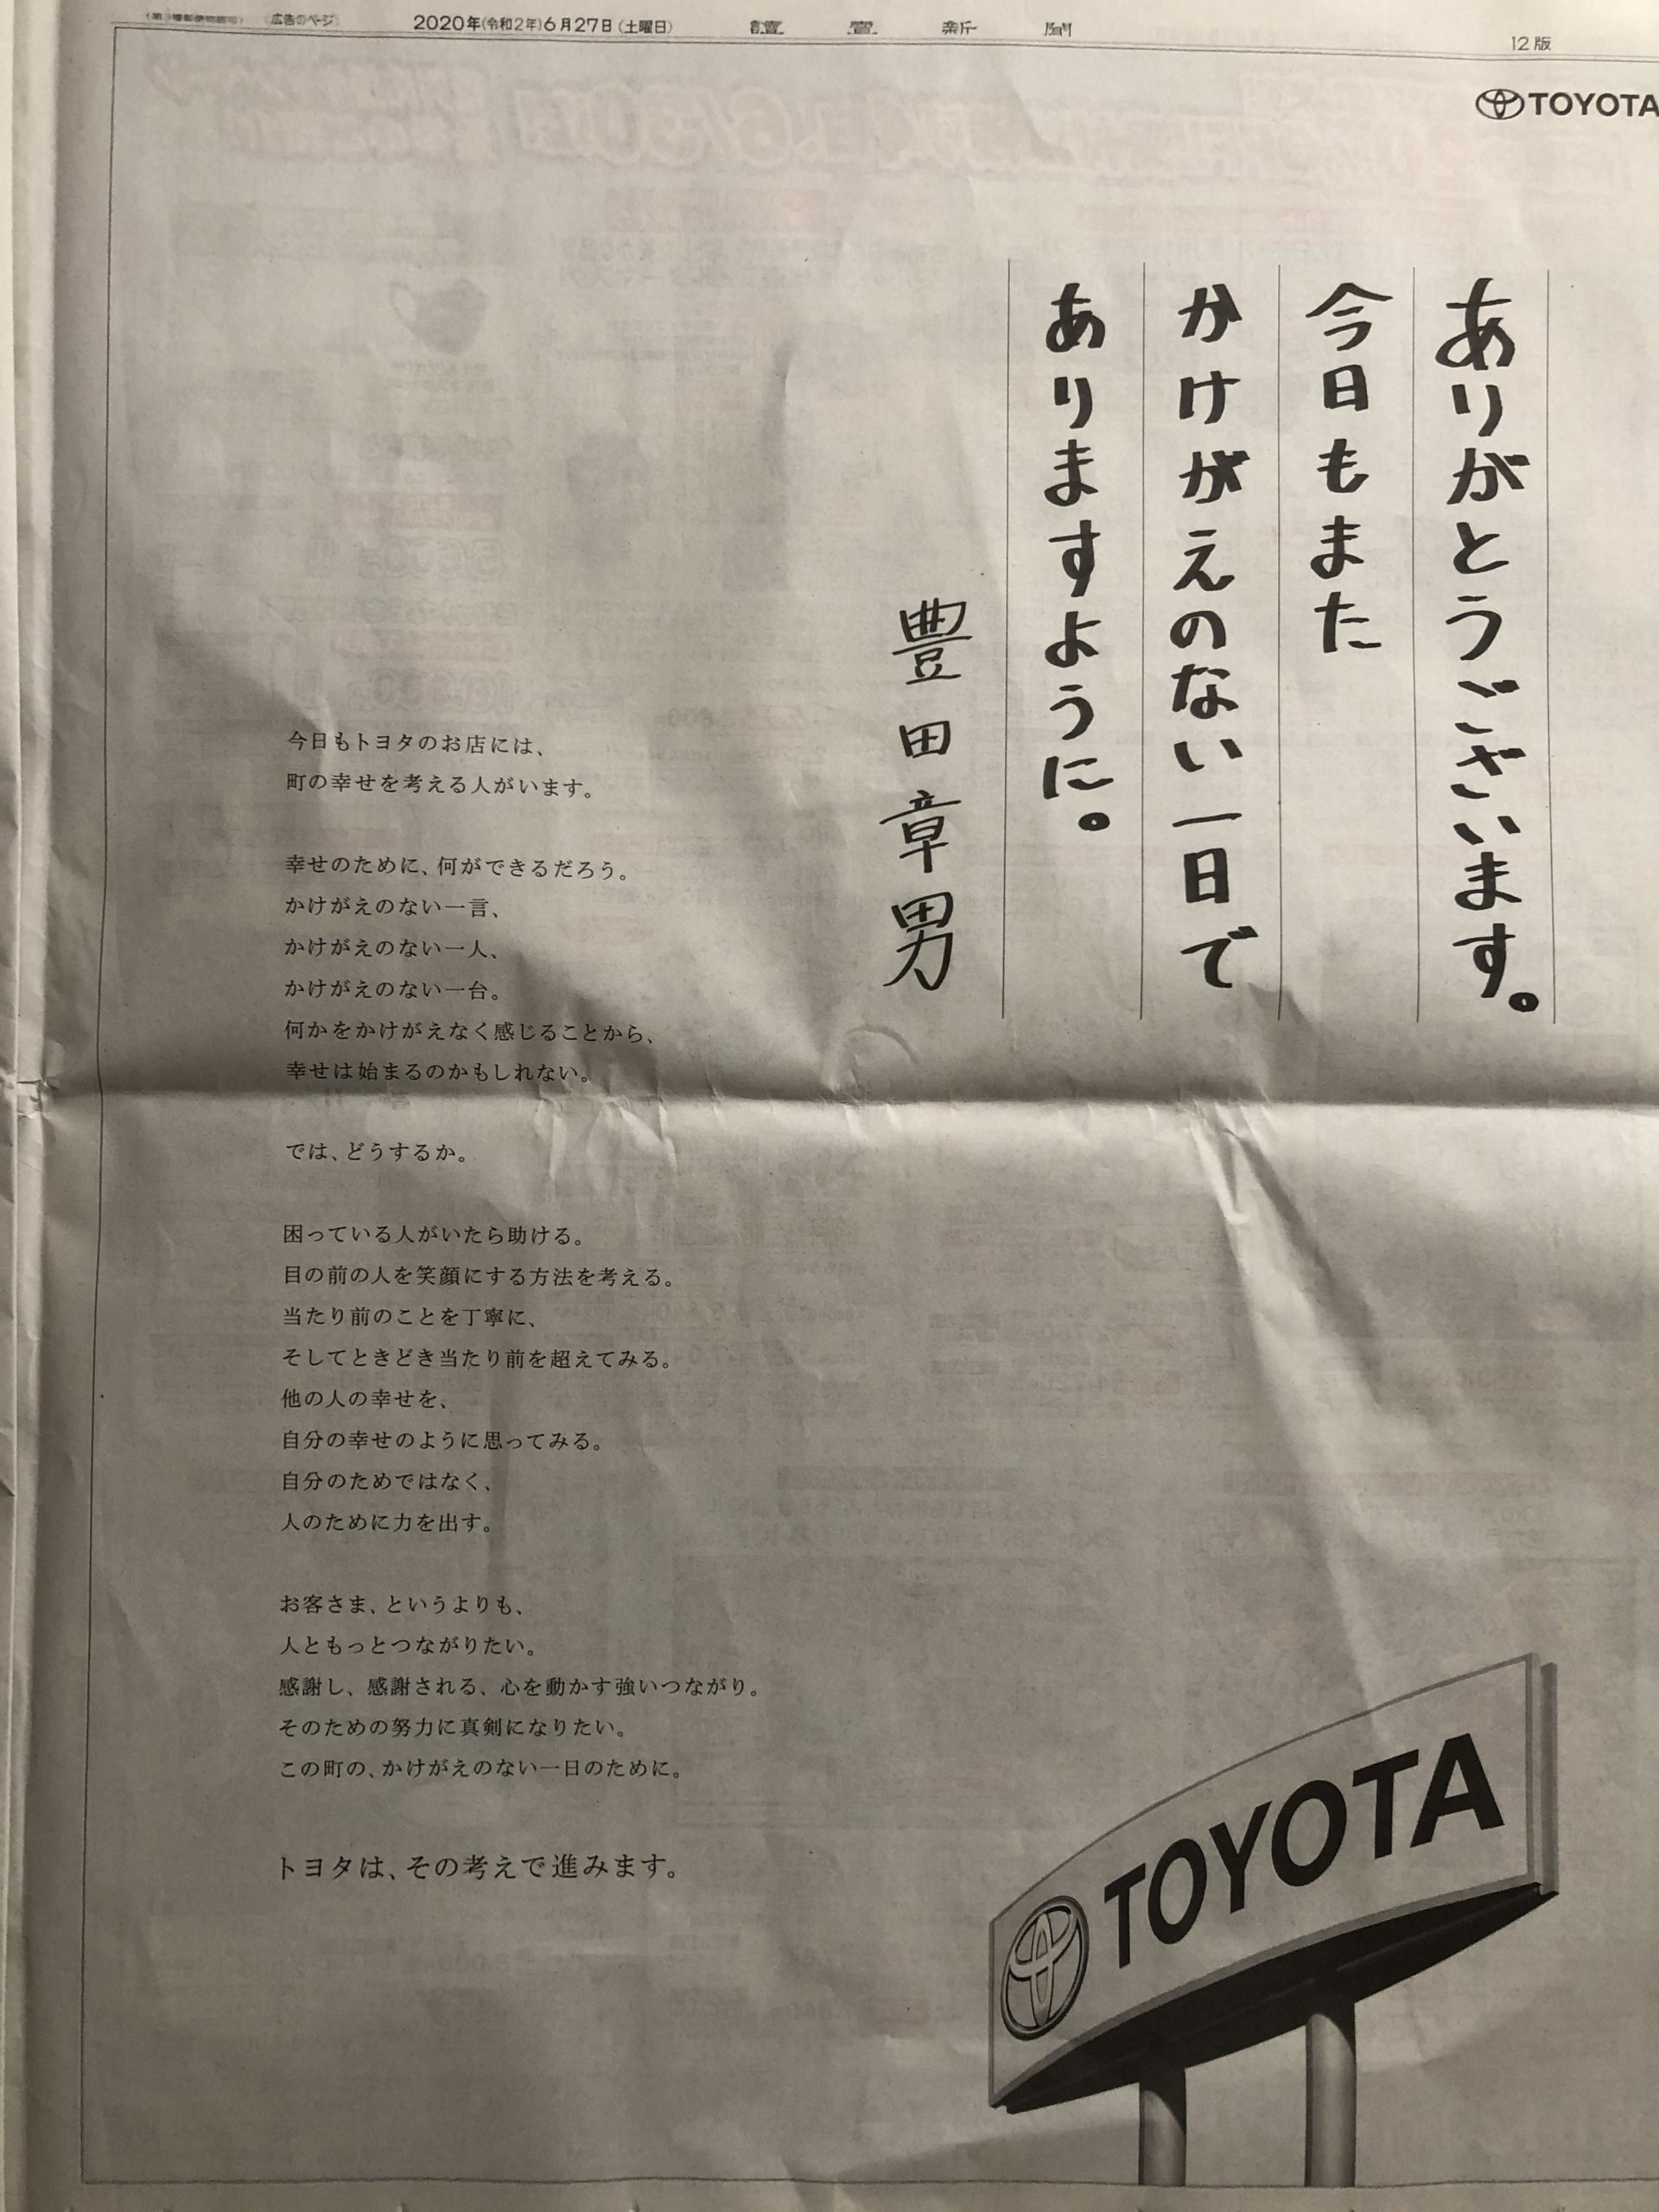 （第3種郵便物認可）
（広告のページ）
2020年(令和2年)6月27日(土曜日)
讀賣新聞
12版
TOYOTA
ありがとうございます。
今日もまた
かけがえのない一日で
ありますように。
豊田章男
今日もトヨタのお店には、
町の幸せを考える人がいます。
幸せのために、何ができるだろう。
かけがえのない一言、
かけがえのない一人、
かけがえのない一台。
何かをかけがえなく感じることから、
幸せは始まるのかもしれない。
では、どうするか。
困っている人がいたら助ける。
目の前の人を笑顔にする方法を考える。
当たり前のことを丁寧に、
そしてときどき当たり前を超えてみる。
他の人の幸せを、
自分の幸せのように思ってみる。
自分のためではなく、
人のために力を出す。
お客さま、というよりも、
人ともっとつながりたい。
感謝し、感謝される、心を動かす強いつながり。
そのための努力に真剣になりたい。
この町の、かけがえのない一日のために。
トヨタは、その考えで進みます。
TOYOTA